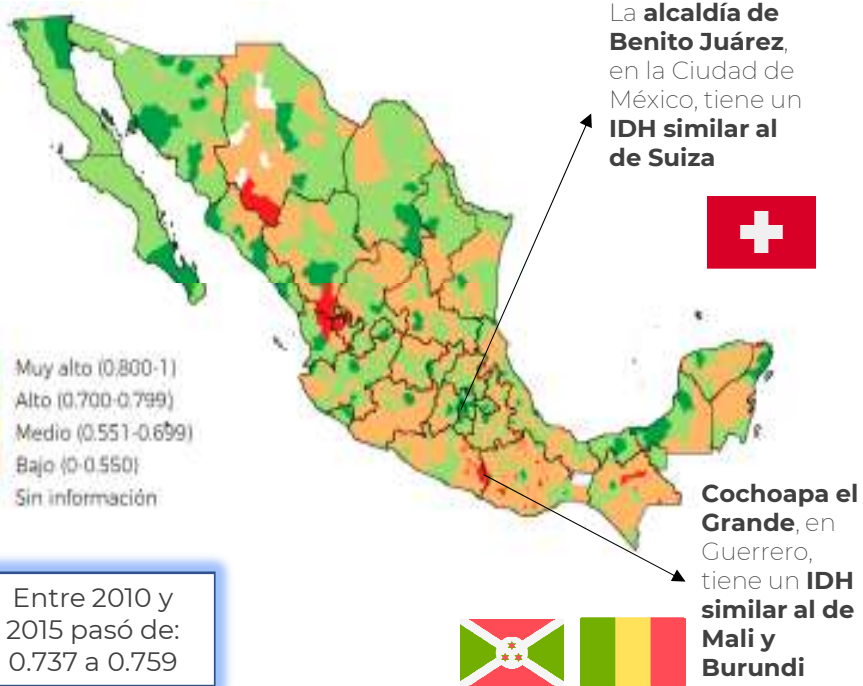 La alcaldía de
Benito Juárez,
en la Ciudad de
México, tiene un
IDH similar al
de Suiza
Muy alto (0.800-1)
Alto (0.700-0.799)
Medio (0.551-0.699)
Bajo (0-0.550)
Sin información
Cochoapa el
Grande, en
Guerrero,
tiene un IDH
similar al de
Mali y
Burundi
Entre 2010 y
2015 pasó de:
0.737 a 0.759